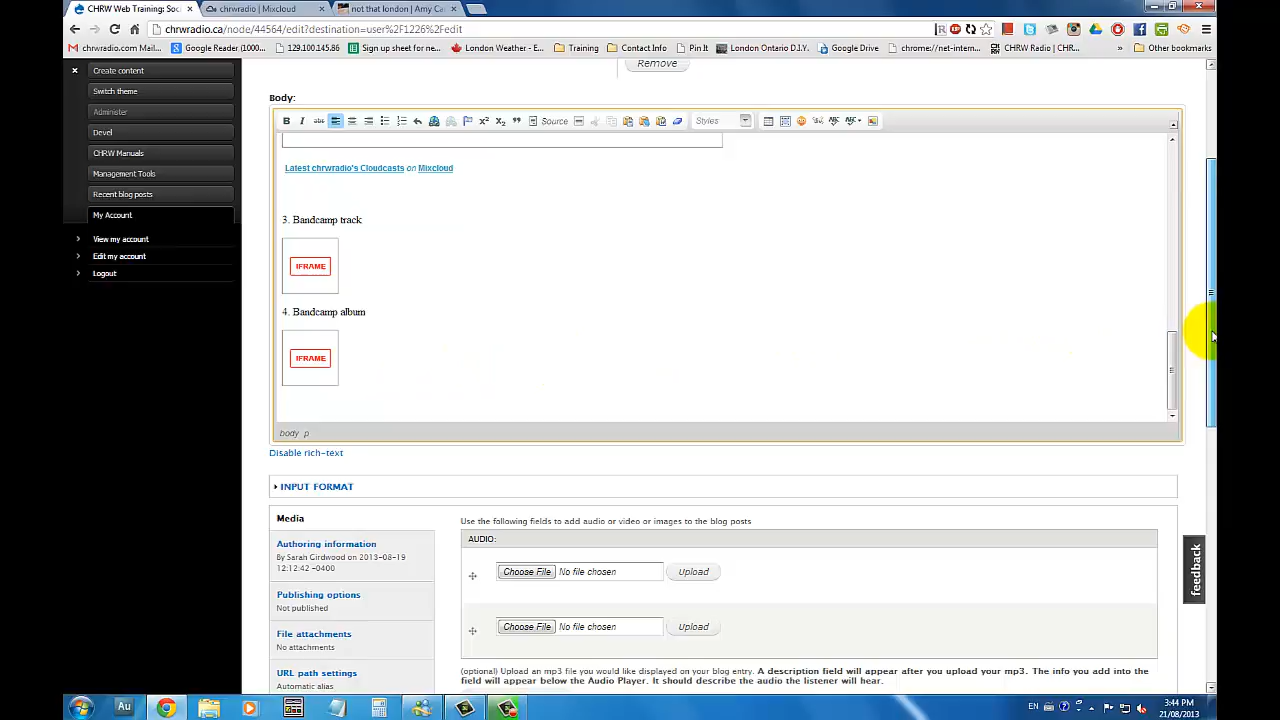 CHRW Web Training: Soc
chrwradio | Mixcloud
not that london | Amy Ca
chrwradio.ca/node/44564/edit?destination=user%2F1226%2Fedit
chrwradio.com Mail...
Google Reader (1000...
129.100.145.86
Sign up sheet for ne...
London Weather - E...
Training
Contact Info
Pin It
London Ontario D.I.Y.
Google Drive
chrome://net-intern...
CHRW Radio | CHR...
»
Other bookmarks
Create content
Switch theme
Administer
Devel
CHRW Manuals
Management Tools
Recent blog posts
My Account
View my account
Edit my account
Logout
Remove
Body:
B I abc Source Styles
Latest chrwradio's Cloudcasts on Mixcloud
3. Bandcamp track
IFRAME
4. Bandcamp album
IFRAME
body p
Disable rich-text
INPUT FORMAT
Media
Authoring information
By Sarah Girdwood on 2013-08-19
12:12:42 -0400
Publishing options
Not published
File attachments
No attachments
URL path settings
Automatic alias
Use the following fields to add audio or video or images to the blog posts
AUDIO:
Choose File No file chosen Upload
Choose File No file chosen Upload
(optional) Upload an mp3 file you would like displayed on your blog entry. A description field will appear after you upload your mp3. The info you add into the
field will appear below the Audio Player. It should describe the audio the listener will hear.
feedback
Au
EN
3:44 PM
21/08/2013